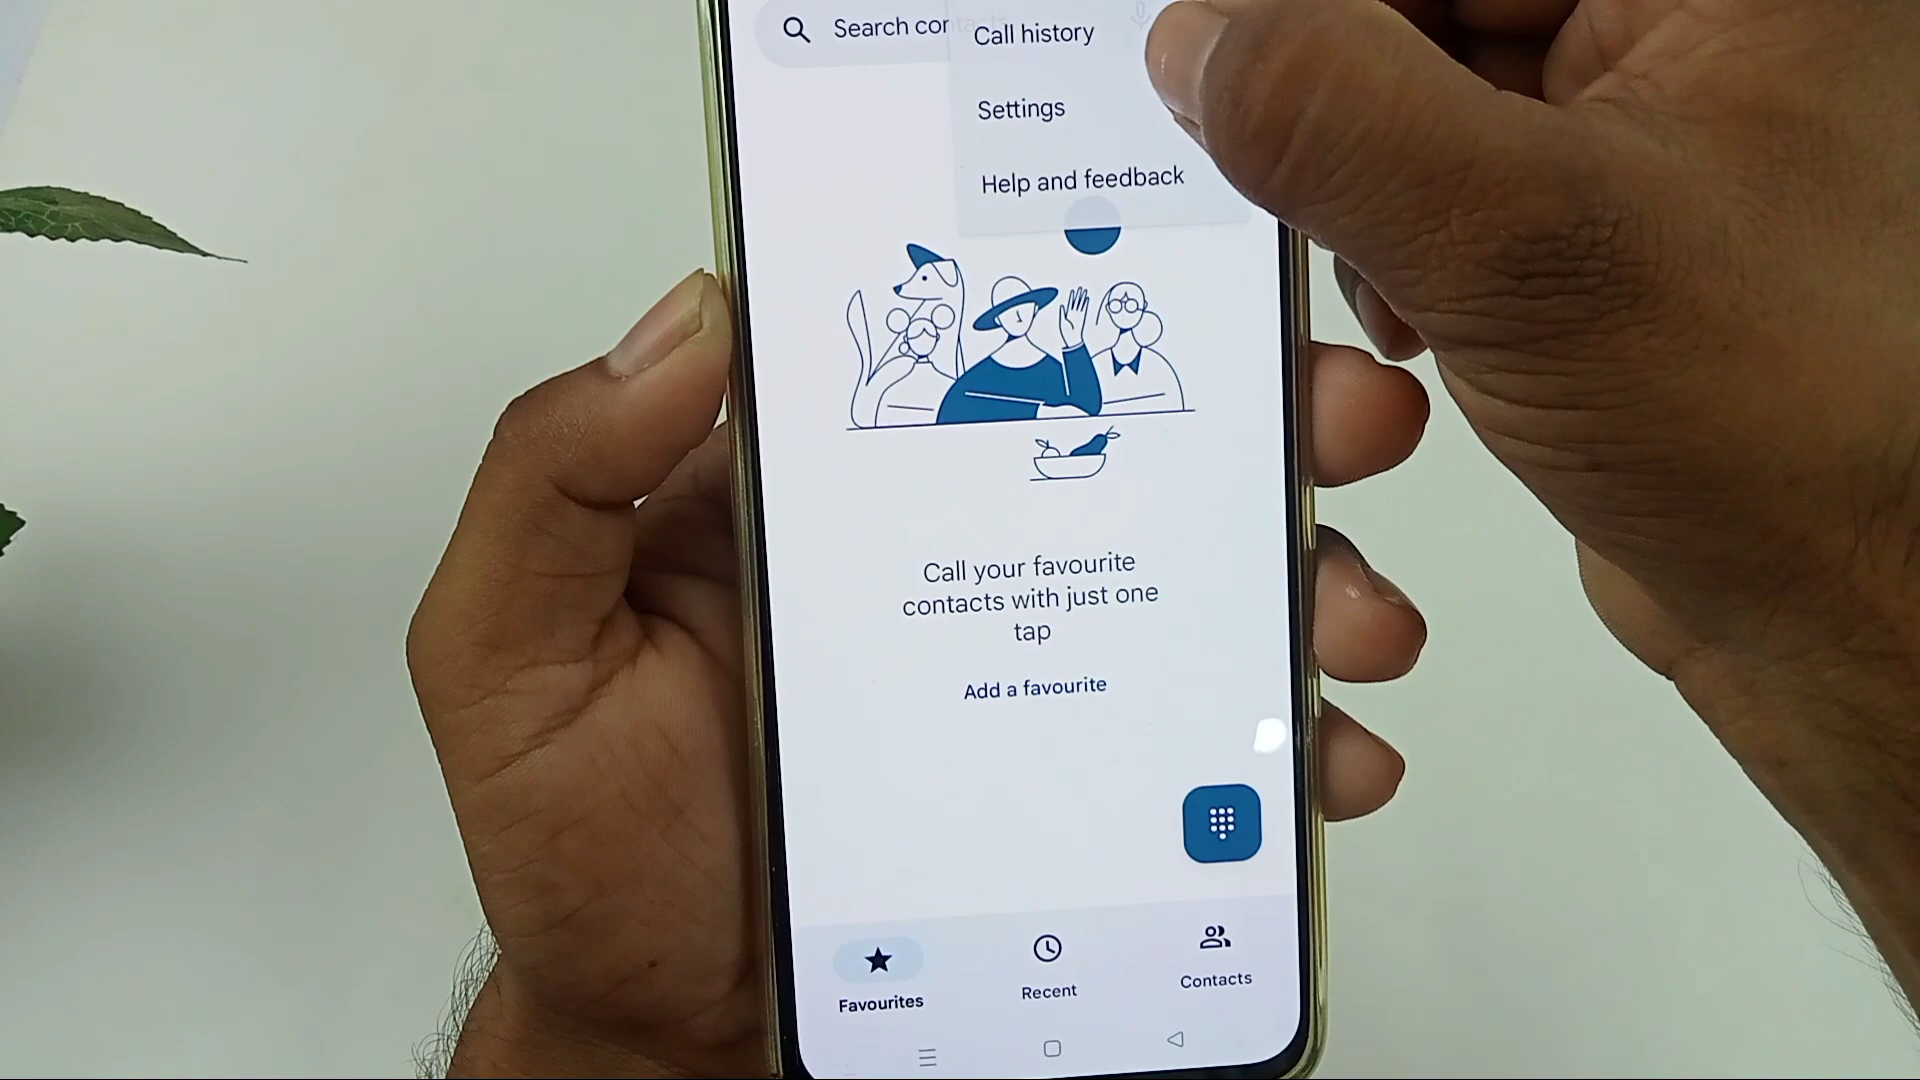 Search con
Call history
Settings
Help and feedback
Call your favourite
contacts with just one
tap
Add a favourite
Favourites
Recent
Contacts